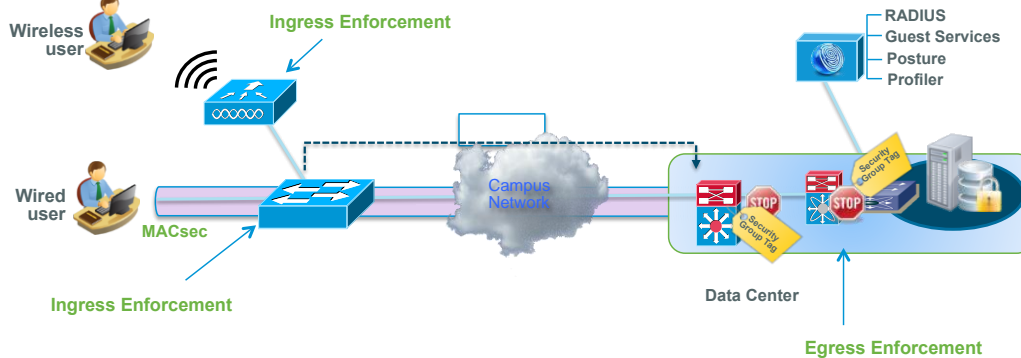 Wireless
user
Ingress Enforcement
RADIUS
Guest Services
Posture
Profiler
Wired
user
MACsec
Campus
Network
STOP
Security
Group Tag
STOP
Security
Group Tag
Ingress Enforcement
Data Center
Egress Enforcement